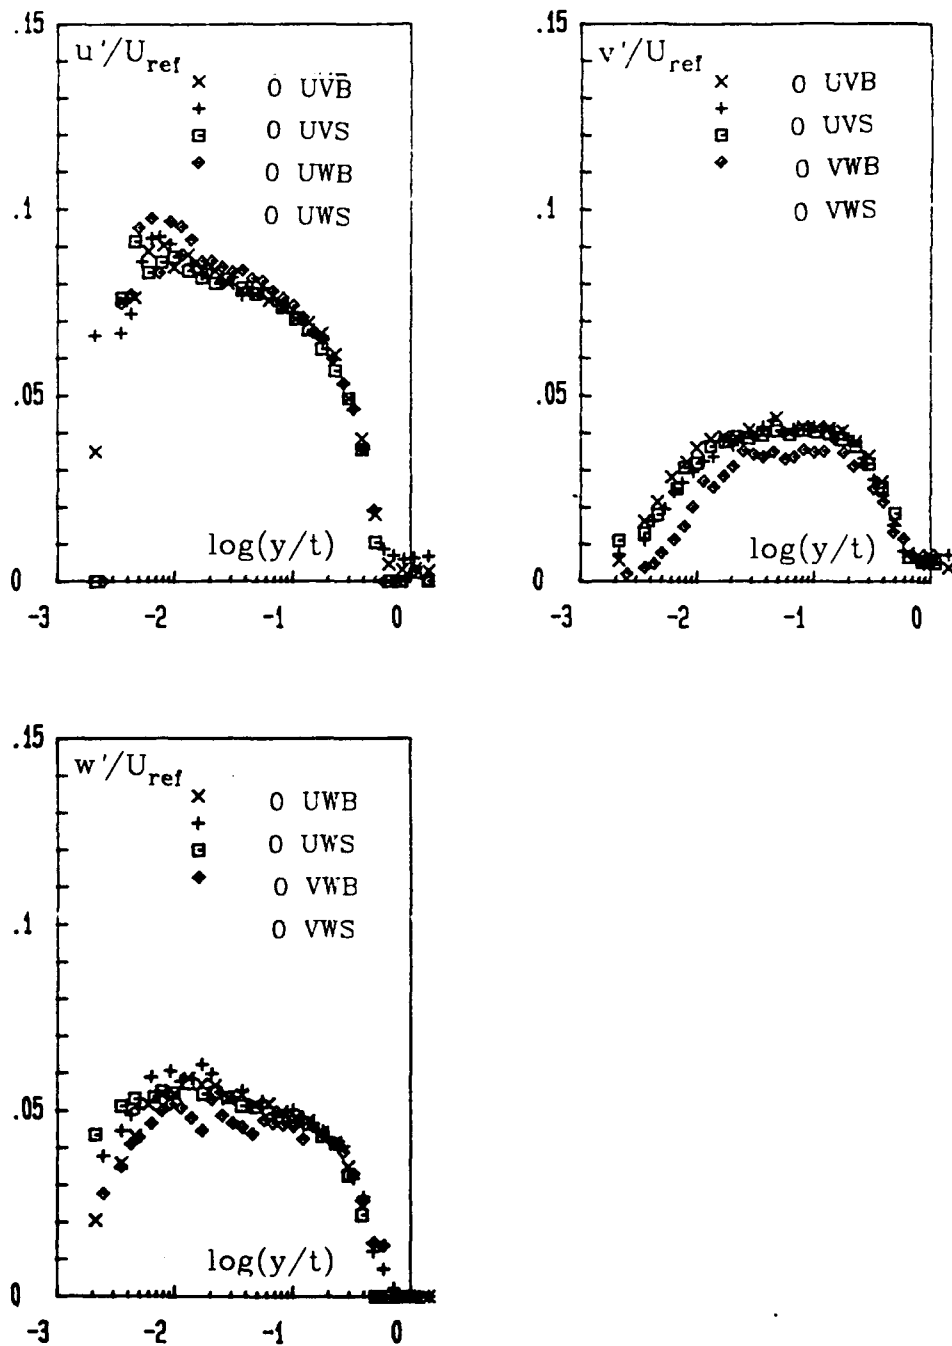 .15
u'/U_ref
0 UVB
0 UVS
0 UWB
0 UWS
.1
.05
log(y/t)
0
-3 -2 -1 0
.15
v'/U_ref
0 UVB
0 UVS
0 VWB
0 VWS
.1
.05
log(y/t)
0
-3 -2 -1 0
.15
w'/U_ref
0 UWB
0 UWS
0 VWB
0 VWS
.1
.05
log(y/t)
0
-3 -2 -1 0